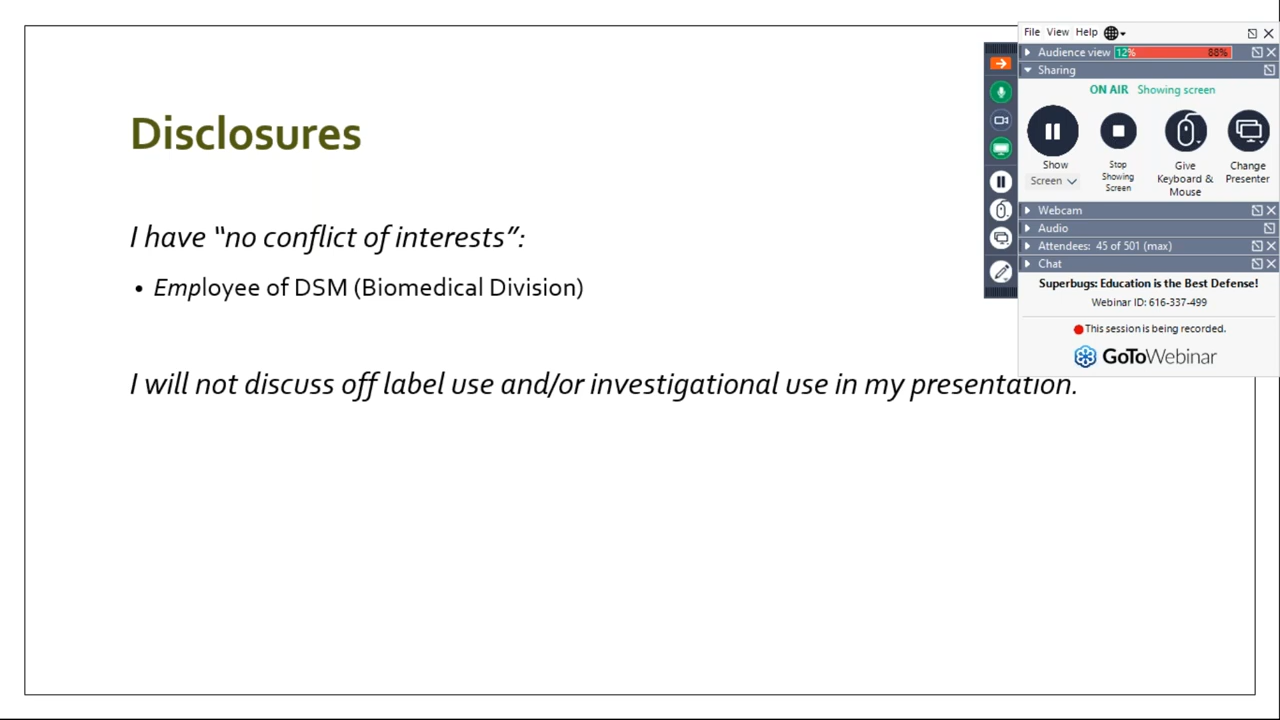 Disclosures
I have “no conflict of interests”:
• Employee of DSM (Biomedical Division)
I will not discuss off label use and/or investigational use in my presentation.
File View Help
Audience view 12% 88%
Sharing
ON AIR Showing screen
Show
Screen
Stop
Showing
Screen
Give
Keyboard &
Mouse
Change
Presenter
Webcam
Audio
Attendees: 45 of 501 (max)
Chat
Superbugs: Education is the Best Defense!
Webinar ID: 616-337-499
This session is being recorded.
GoToWebinar